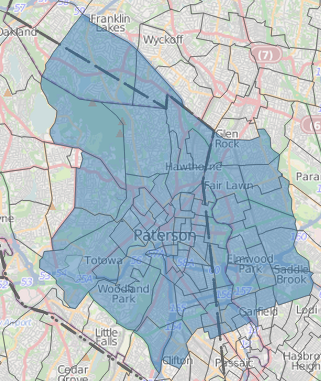 Franklin
Lakes
Oakland
Wyckoff
(7)
Glen
Rock
Hawthorne
Fair Lawn
Para
Paterson
Totowa
Elmwood
Park
Saddle
Brook
Woodland
Park
Garfield
Lodi
Little
Falls
Clifton
Passaic
Cedar
Grove
Hasbro
Heigh